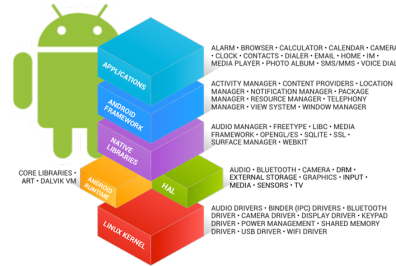 ALARM • BROWSER • CALCULATOR • CALENDAR • CAMERA
• CLOCK • CONTACTS • DIALER • EMAIL • HOME • IM •
MEDIA PLAYER • PHOTO ALBUM • SMS/MMS • VOICE DIAL
APPLICATIONS
ACTIVITY MANAGER • CONTENT PROVIDERS • LOCATION
MANAGER • NOTIFICATION MANAGER • PACKAGE
MANAGER • RESOURCE MANAGER • TELEPHONY
MANAGER • VIEW SYSTEM • WINDOW MANAGER
ANDROID
FRAMEWORK
AUDIO MANAGER • FREETYPE • LIBC • MEDIA
FRAMEWORK • OPENGL/ES • SQLITE • SSL •
SURFACE MANAGER • WEBKIT
NATIVE
LIBRARIES
CORE LIBRARIES •
ART • DALVIK VM
ANDROID
RUNTIME
HAL
AUDIO • BLUETOOTH • CAMERA • DRM •
EXTERNAL STORAGE • GRAPHICS • INPUT •
MEDIA • SENSORS • TV
LINUX KERNEL
AUDIO DRIVERS • BINDER (IPC) DRIVERS • BLUETOOTH
DRIVER • CAMERA DRIVER • DISPLAY DRIVER • KEYPAD
DRIVER • POWER MANAGEMENT • SHARED MEMORY
DRIVER • USB DRIVER • WIFI DRIVER